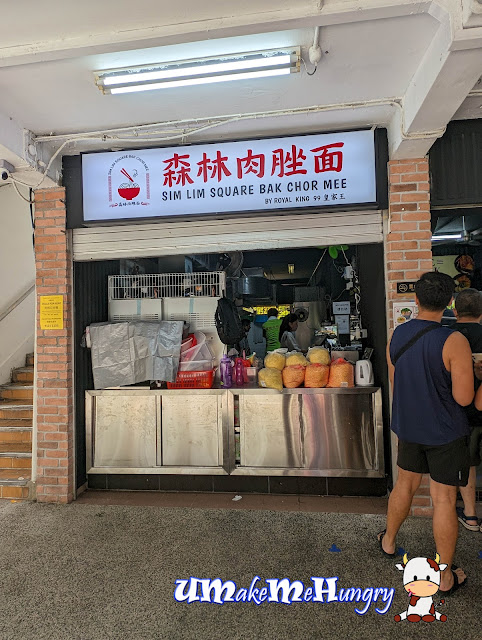 森林肉脞面
SIM LIM SQUARE BAK CHOR MEE
BY ROYAL KING 99 皇家王
UMakeMeHungry